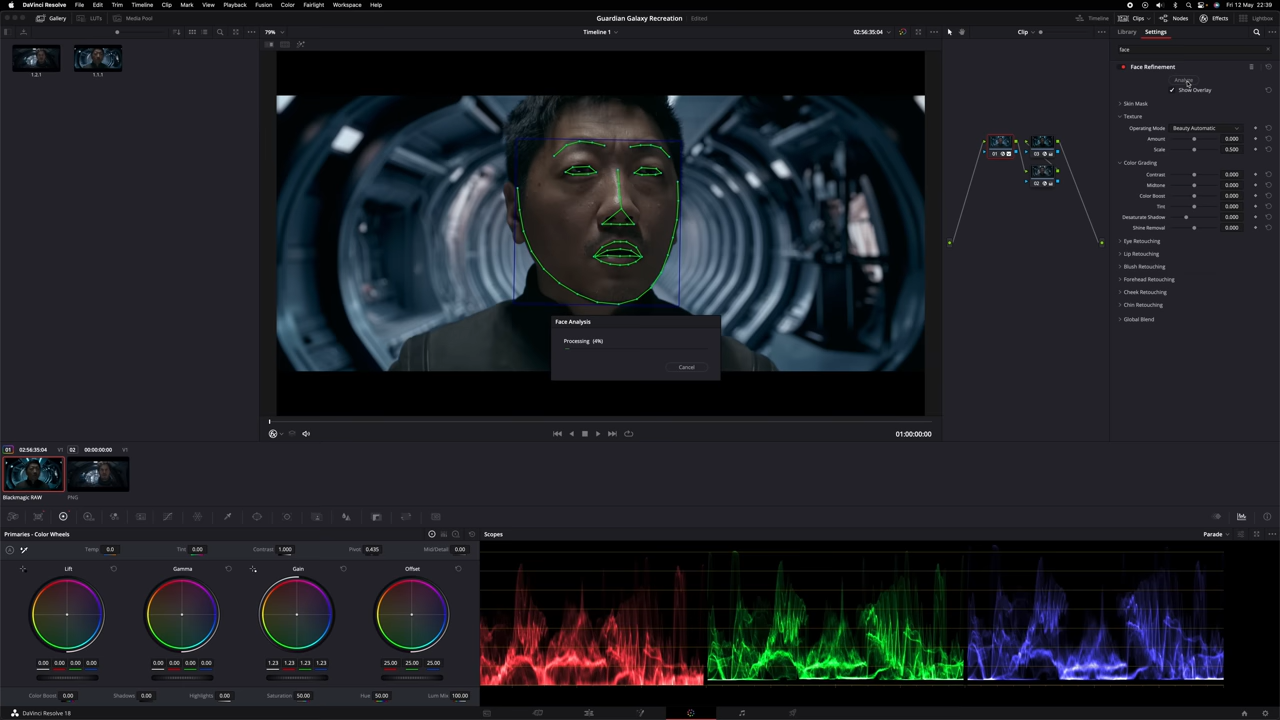 DaVinci Resolve File Edit Trim Timeline Clip Mark View Playback Fusion Color Fairlight Workspace Help Fri 12 May 22:39
Gallery LUTs Media Pool Guardian Galaxy Recreation Edited Timeline Clips Nodes Effects Lightbox
79% Timeline 1 02:56:35:04 Clip Library Settings
face
Face Refinement
Analyze
Show Overlay
1.2.1 1.1.1
Skin Mask
Texture
Operating Mode Beauty Automatic
Amount 0.000
Scale 0.500
Color Grading
Contrast 0.000
Midtone 0.000
Color Boost 0.000
Tint 0.000
Desaturate Shadow 0.000
Shine Removal 0.000
Eye Retouching
Lip Retouching
Blush Retouching
Forehead Retouching
Cheek Retouching
Chin Retouching
Global Blend
01 03
02
Face Analysis
Processing (4%)
Cancel
01:00:00:00
01 02:56:35:04 V1 02 00:00:00:00 V1
Blackmagic RAW PNG
Primaries - Color Wheels Scopes Parade
Temp 0.0 Tint 0.00 Contrast 1.000 Pivot 0.435 Mid/Detail 0.00
Lift Gamma Gain Offset
0.00 0.00 0.00 0.00 0.00 0.00 0.00 0.00 1.23 1.23 1.23 1.23 25.00 25.00 25.00
Color Boost 0.00 Shadows 0.00 Highlights 0.00 Saturation 50.00 Hue 50.00 Lum Mix 100.00
DaVinci Resolve 18